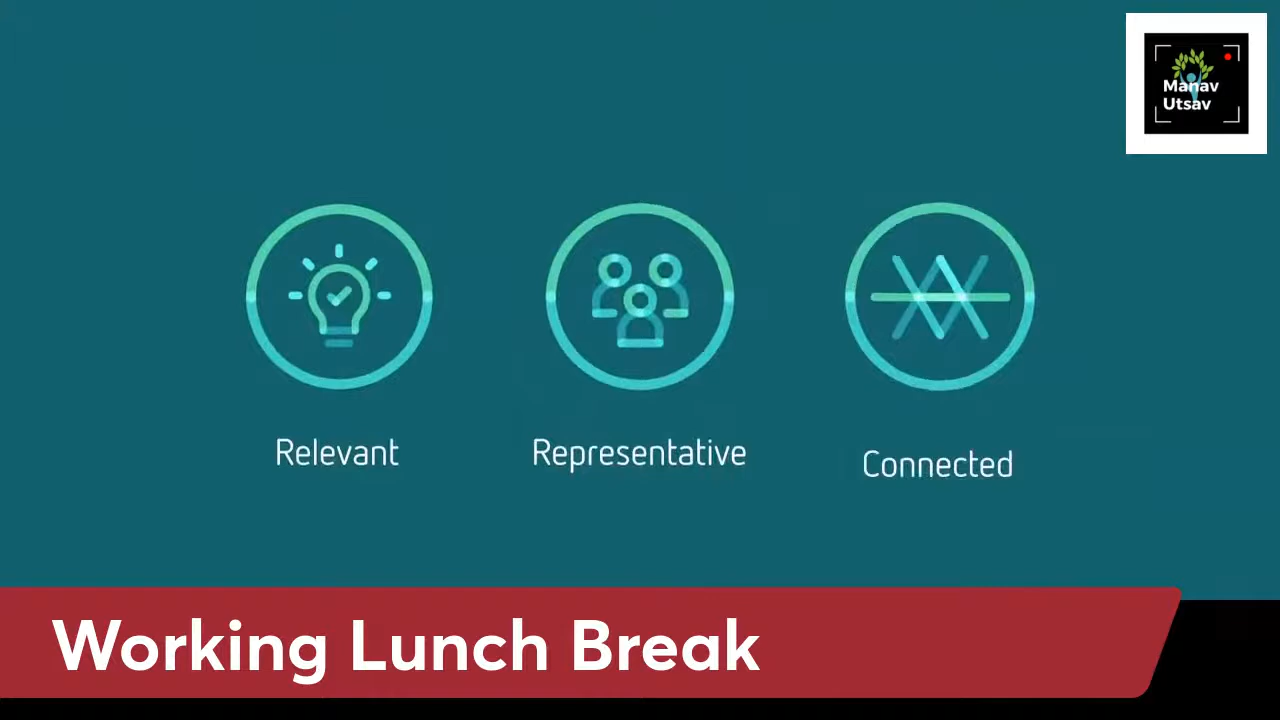 Manav
Utsav
Relevant
Representative
Connected
Working Lunch Break